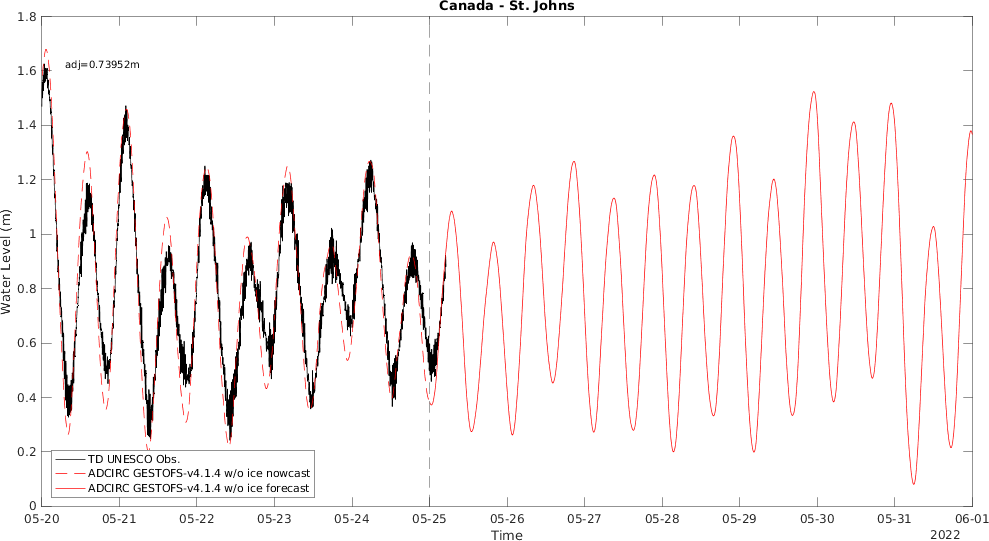 Canada - St. Johns
adj=0.73952m
Water Level (m)
1.8
1.6
1.4
1.2
1
0.8
0.6
0.4
0.2
0
TD UNESCO Obs.
ADCIRC GESTOFS-v4.1.4 w/o ice nowcast
ADCIRC GESTOFS-v4.1.4 w/o ice forecast
05-20 05-21 05-22 05-23 05-24 05-25 05-26 05-27 05-28 05-29 05-30 05-31 06-01
Time
2022